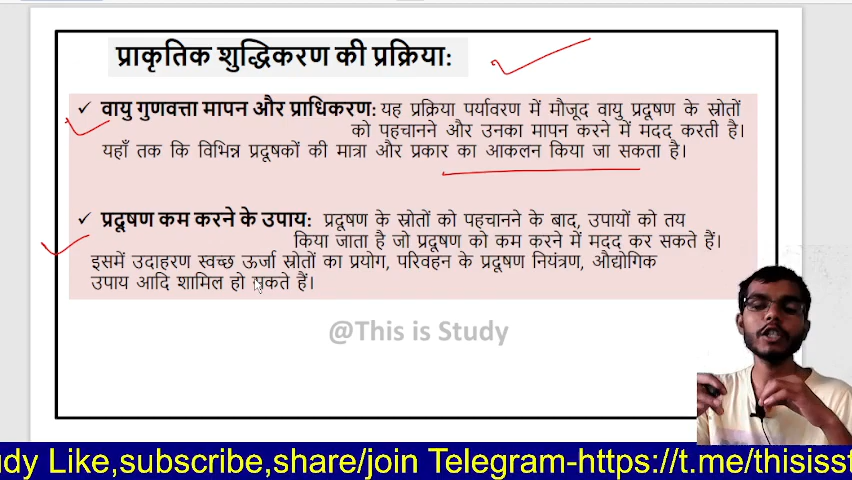 प्राकृतिक शुद्धिकरण की प्रक्रिया:
वायु गुणवत्ता मापन और प्राधिकरण: यह प्रक्रिया पर्यावरण में मौजूद वायु प्रदूषण के स्रोतों
को पहचानने और उनका मापन करने में मदद करती है।
यहाँ तक कि विभिन्न प्रदूषकों की मात्रा और प्रकार का आकलन किया जा सकता है।
प्रदूषण कम करने के उपाय: प्रदूषण के स्रोतों को पहचानने के बाद, उपायों को तय
किया जाता है जो प्रदूषण को कम करने में मदद कर सकते हैं।
इसमें उदाहरण स्वच्छ ऊर्जा स्रोतों का प्रयोग, परिवहन के प्रदूषण नियंत्रण, औद्योगिक
उपाय आदि शामिल हो सकते हैं।
@This is Study
dy Like,subscribe,share/join Telegram-https://t.me/thisisst